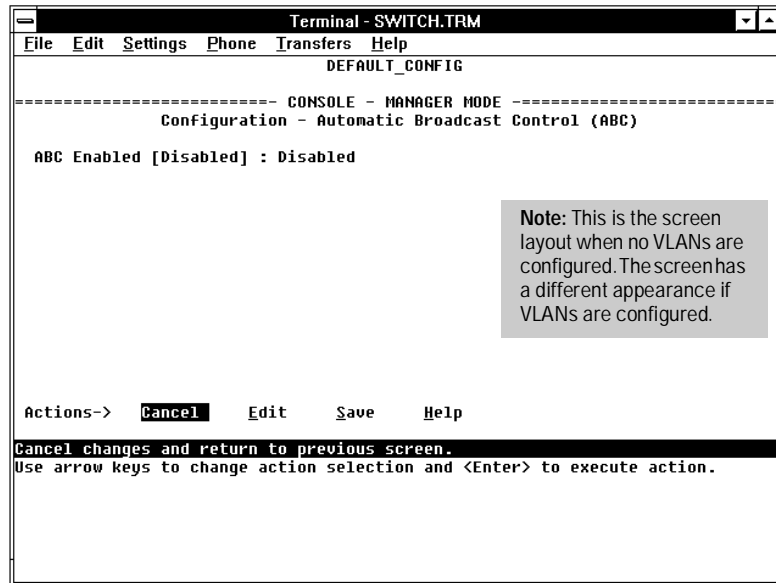 Terminal - SWITCH.TRM
File Edit Settings Phone Transfers Help
DEFAULT_CONFIG
==========================- CONSOLE - MANAGER MODE -==========================
Configuration - Automatic Broadcast Control (ABC)
ABC Enabled [Disabled] : Disabled
Note: This is the screen
layout when no VLANs are
configured. The screen has
a different appearance if
VLANs are configured.
Actions-> Cancel Edit Save Help
Cancel changes and return to previous screen.
Use arrow keys to change action selection and <Enter> to execute action.